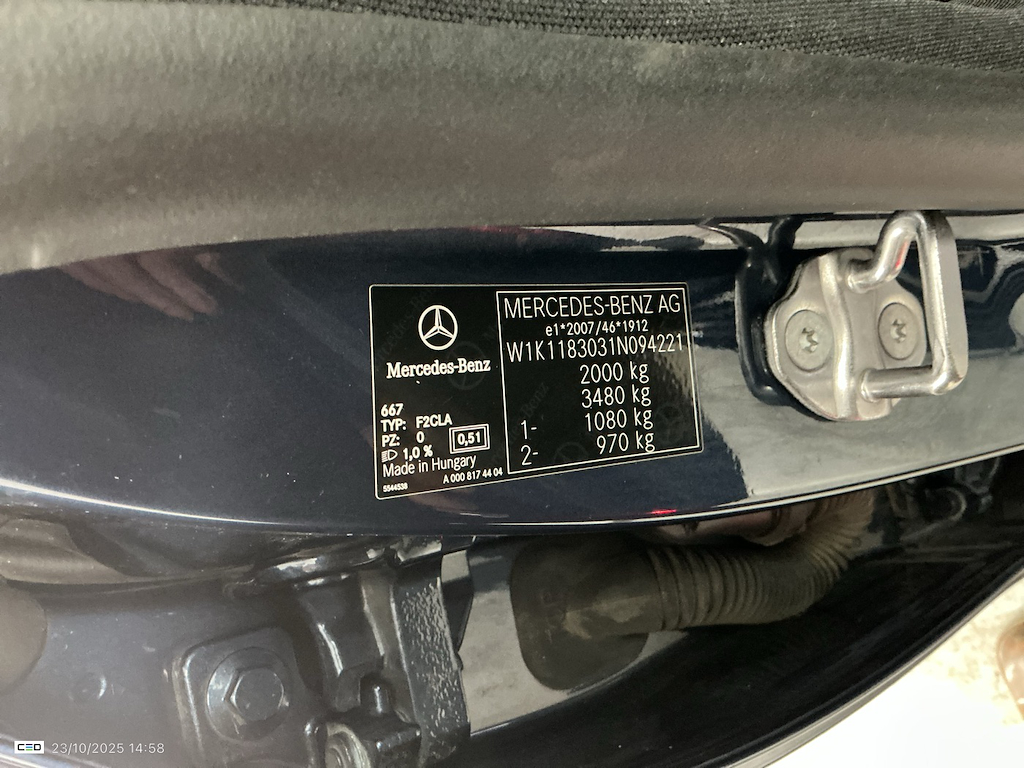 Mercedes-Benz
667
TYP: F2CLA
PZ: 0
0,51
1,0 %
Made in Hungary
5544538
A 000 817 44 04
MERCEDES-BENZ AG
e1*2007/46*1912
W1K1183031N094221
2000 kg
3480 kg
1- 1080 kg
2- 970 kg
CEO 23/10/2025 14:58